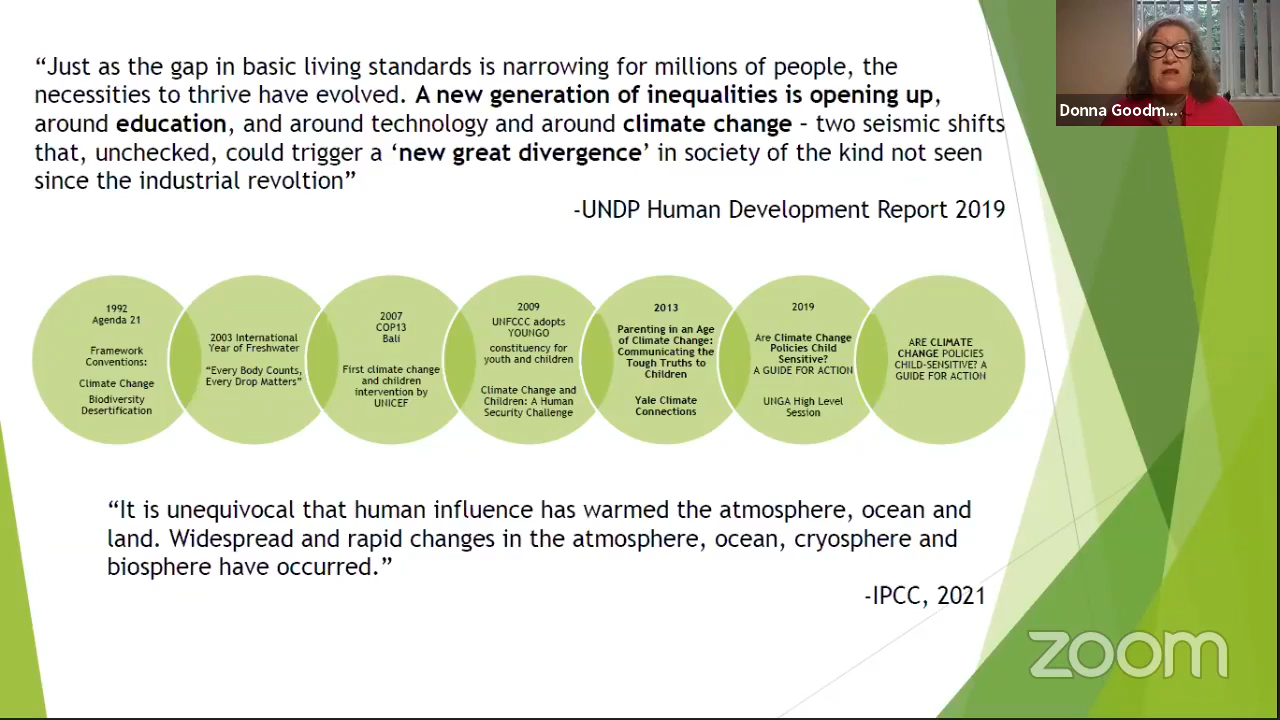 “Just as the gap in basic living standards is narrowing for millions of people, the
necessities to thrive have evolved. A new generation of inequalities is opening up,
around education, and around technology and around climate change – two seismic shifts
that, unchecked, could trigger a ‘new great divergence’ in society of the kind not seen
since the industrial revoltion”
-UNDP Human Development Report 2019
1992
Agenda 21
Framework
Conventions:
Climate Change
Biodiversity
Desertification
2003 International
Year of Freshwater
“Every Body Counts,
Every Drop Matters”
2007
COP13
Bali
First climate change
and children
intervention by
UNICEF
2009
UNFCCC adopts
YOUNGO
constituency for
youth and children
Climate Change and
Children: A Human
Security Challenge
2013
Parenting in an Age
of Climate Change:
Communicating the
Tough Truths to
Children
Yale Climate
Connections
2019
Are Climate Change
Policies Child
Sensitive?
A GUIDE FOR ACTION
UNGA High Level
Session
ARE CLIMATE
CHANGE POLICIES
CHILD-SENSITIVE? A
GUIDE FOR ACTION
“It is unequivocal that human influence has warmed the atmosphere, ocean and
land. Widespread and rapid changes in the atmosphere, ocean, cryosphere and
biosphere have occurred.”
-IPCC, 2021
Donna Goodm...
zoom